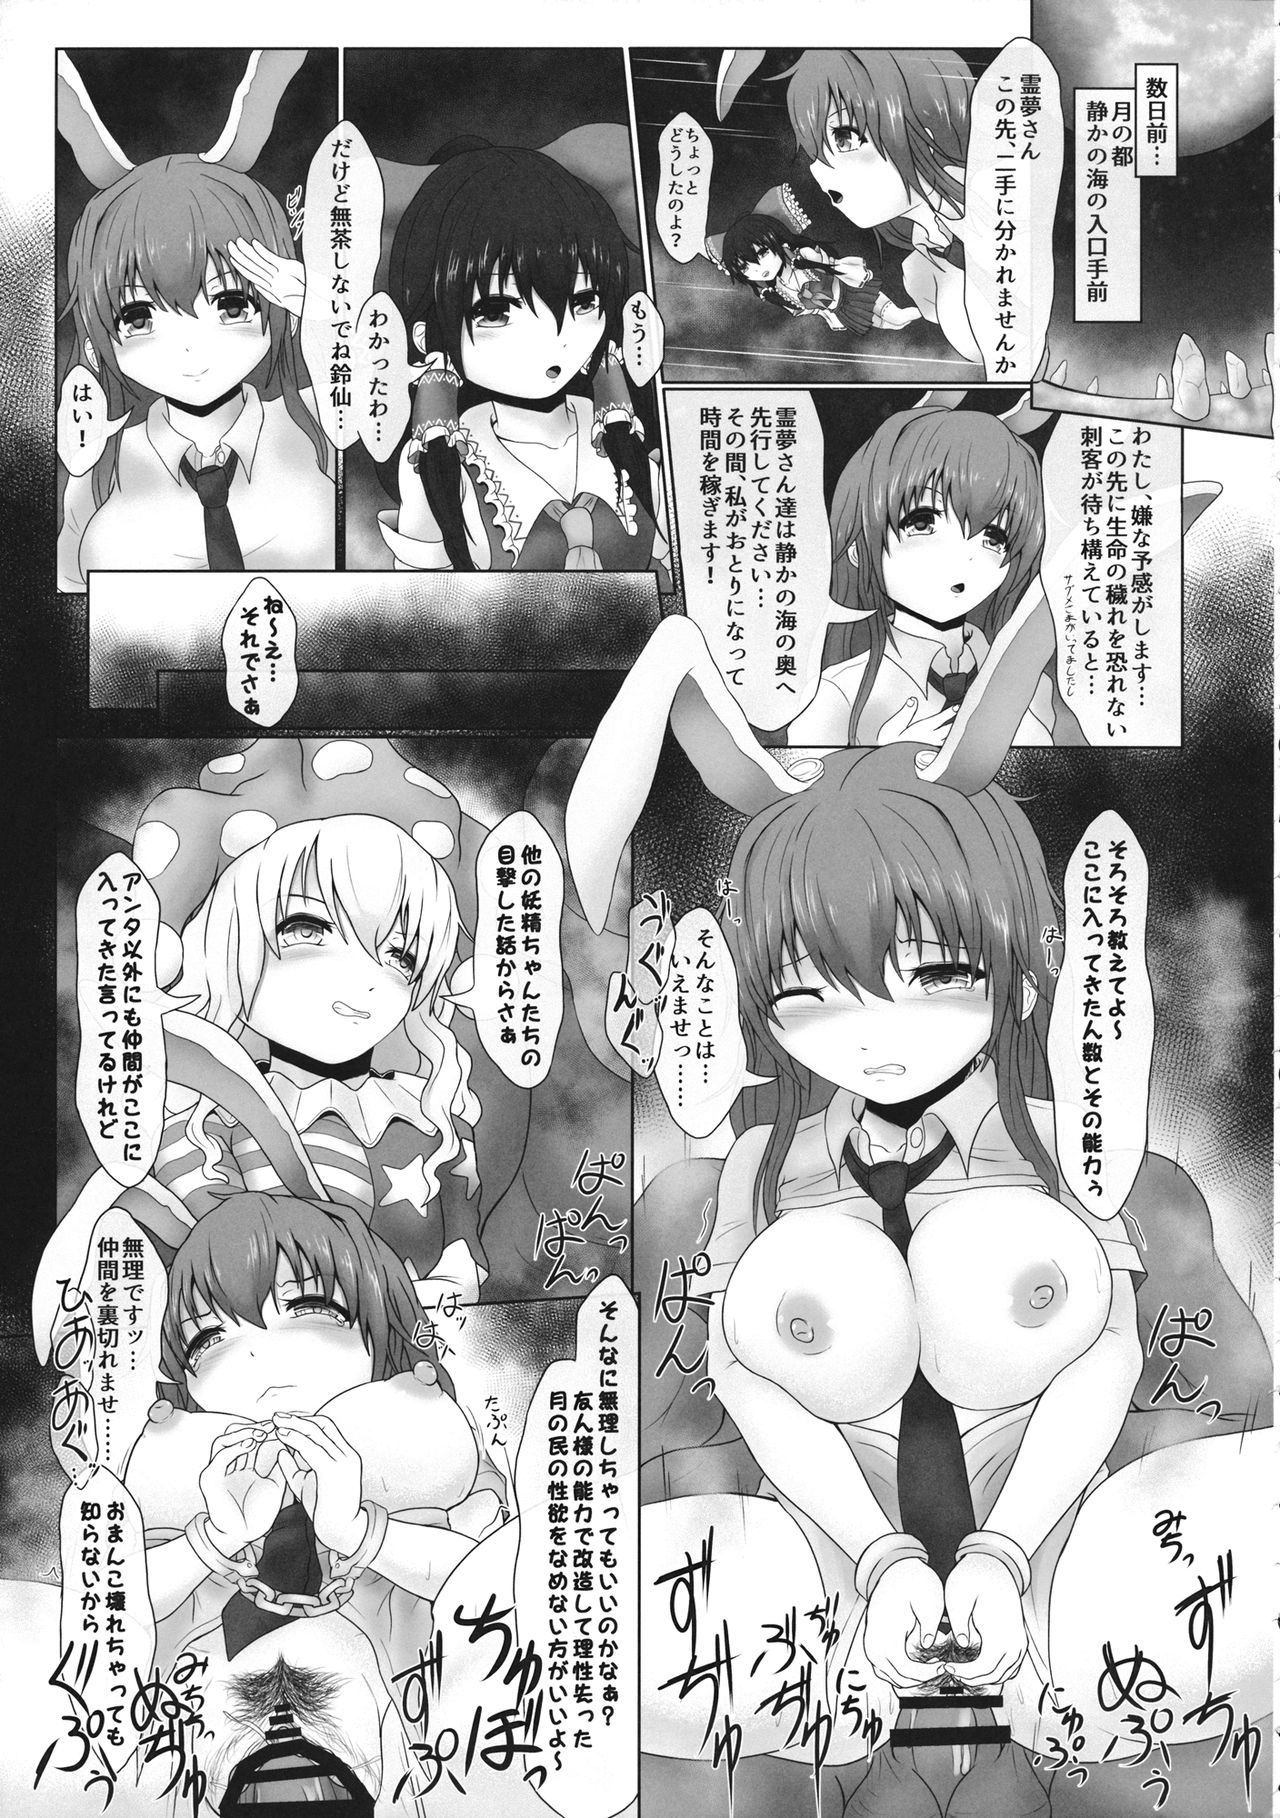 数日前…
月の都
静かの海の入口手前
霊夢さん
この先、二手に分かれませんか
ちょっと
どうしたのよ?
わたし、嫌な予感がします…
この先に生命の穢れを恐れない
刺客が待ち構えていると…
霊夢さん達は静かの海の奥へ
先行してください…
その間、私がおとりになって
時間を稼ぎます!
もう…
わかったわ…
だけど無茶しないでね鈴仙…
ビシッ
はい!
ね〜え…
それでさぁ
そろそろ教えてよ〜
ここに入ってきたん数とその能力ぅ
はーっ
はーっ
そんなことは…
いえませっ……
うぐっ
んぐっ
他の妖精ちゃんたちの
目撃した話からさぁ
アンタ以外にも仲間がここに
入ってきた言ってるけれど
ぱんっ
ぱんっ
ぱんっ
ぱんっ
ぱんっ
無理ですッ…
仲間を裏切れませ……
ひあッ
あぐっ
はッ
はッ
たぷん
そんなに無理しちゃってもいいのかなぁ?
友人様の能力で改造して理性失った
月の民の性欲をなめない方がいいよ〜
おまんこ壊れちゃっても
知らないから
みちっ
ずっ
ずぢゅ
ぶぢゅ
ぢゅ
にちゅ
にゅぷっ
ぬぷぅ
ちゅぼっ
ずぷっ
みちちっ
ぬぢゅ
ぐぷぅ